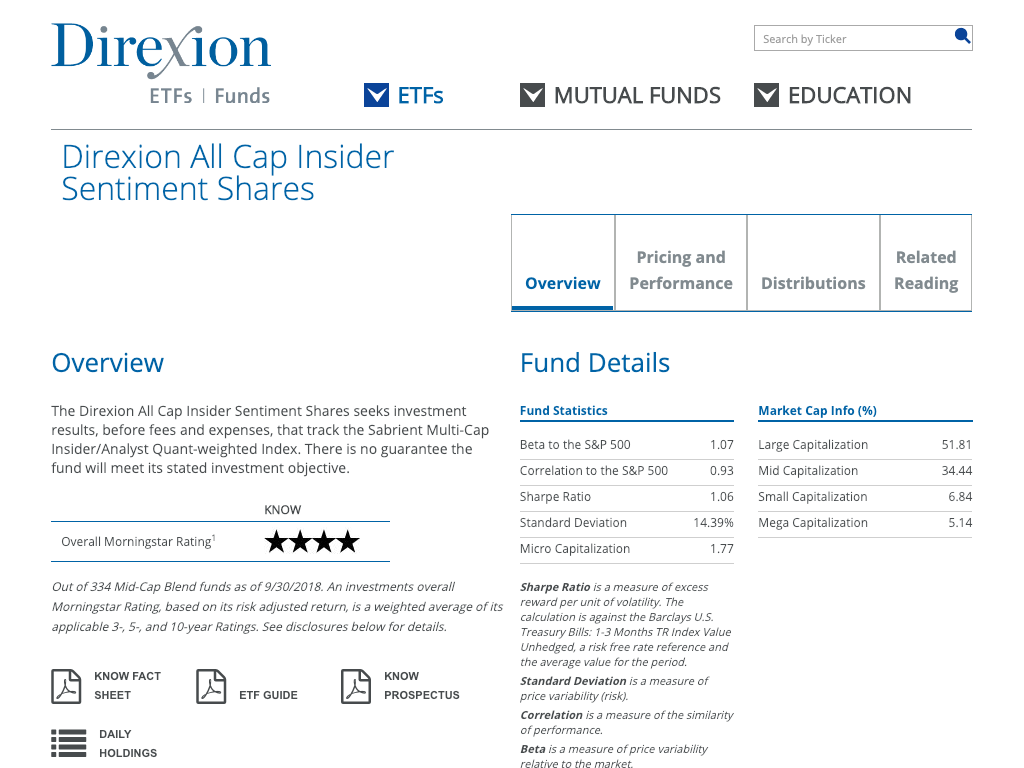 Direxion
ETFs | Funds
Search by Ticker
ETFs
MUTUAL FUNDS
EDUCATION
Direxion All Cap Insider
Sentiment Shares
Overview
Pricing and
Performance
Distributions
Related
Reading
Overview
The Direxion All Cap Insider Sentiment Shares seeks investment
results, before fees and expenses, that track the Sabrient Multi-Cap
Insider/Analyst Quant-weighted Index. There is no guarantee the
fund will meet its stated investment objective.
KNOW
Overall Morningstar Rating1 ★★★★
Out of 334 Mid-Cap Blend funds as of 9/30/2018. An investments overall
Morningstar Rating, based on its risk adjusted return, is a weighted average of its
applicable 3-, 5-, and 10-year Ratings. See disclosures below for details.
KNOW FACT
SHEET
ETF GUIDE
KNOW
PROSPECTUS
DAILY
HOLDINGS
Fund Details
Fund Statistics
Beta to the S&P 500 1.07
Correlation to the S&P 500 0.93
Sharpe Ratio 1.06
Standard Deviation 14.39%
Micro Capitalization 1.77
Market Cap Info (%)
Large Capitalization 51.81
Mid Capitalization 34.44
Small Capitalization 6.84
Mega Capitalization 5.14
Sharpe Ratio is a measure of excess
reward per unit of volatility. The
calculation is against the Barclays U.S.
Treasury Bills: 1-3 Months TR Index Value
Unhedged, a risk free rate reference and
the average value for the period.
Standard Deviation is a measure of
price variability (risk).
Correlation is a measure of the similarity
of performance.
Beta is a measure of price variability
relative to the market.